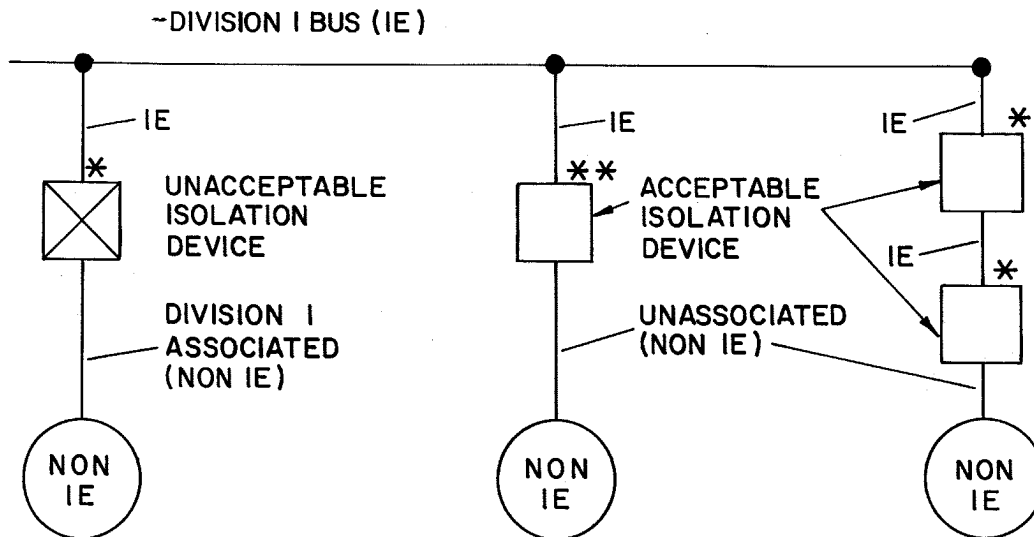 ~DIVISION I BUS (IE)
IE
IE
IE
*
*
**
UNACCEPTABLE
ISOLATION
DEVICE
ACCEPTABLE
ISOLATION
DEVICE
IE
*
DIVISION I
ASSOCIATED
(NON IE)
UNASSOCIATED
(NON IE)
NON
IE
NON
IE
NON
IE